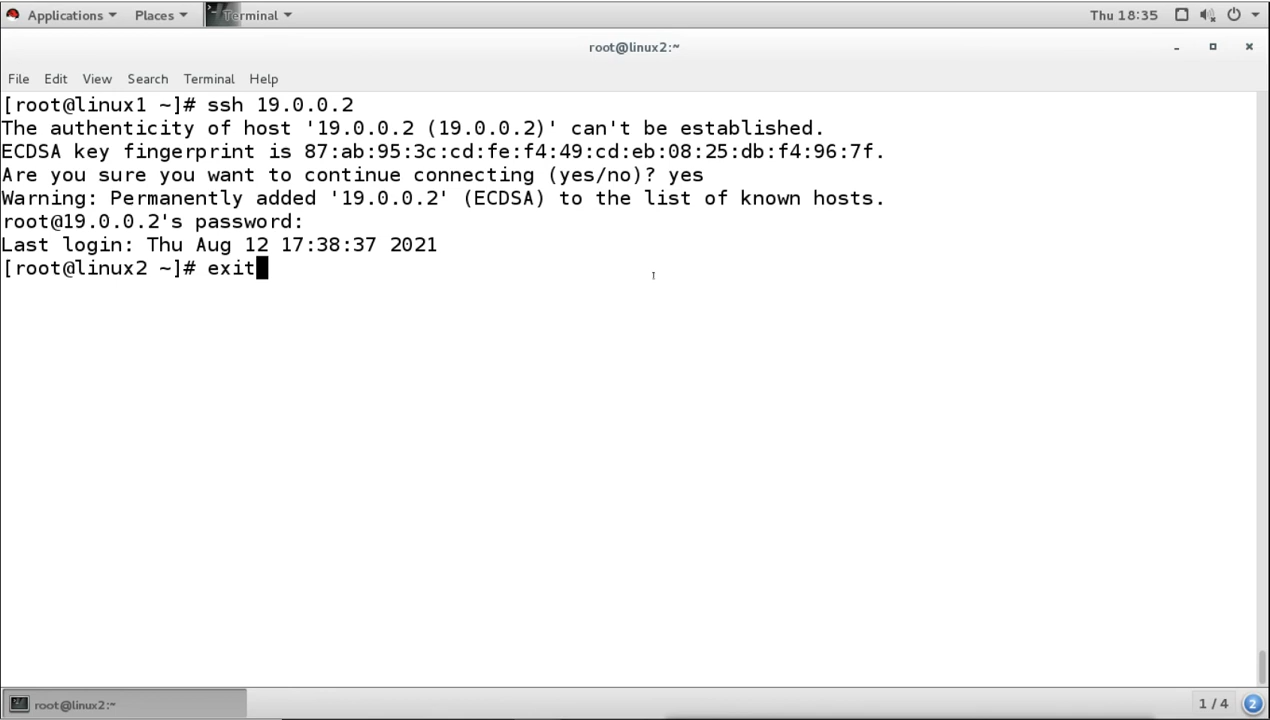 Applications Places Terminal Thu 18:35
root@linux2:~
File Edit View Search Terminal Help
[root@linux1 ~]# ssh 19.0.0.2
The authenticity of host '19.0.0.2 (19.0.0.2)' can't be established.
ECDSA key fingerprint is 87:ab:95:3c:cd:fe:f4:49:cd:eb:08:25:db:f4:96:7f.
Are you sure you want to continue connecting (yes/no)? yes
Warning: Permanently added '19.0.0.2' (ECDSA) to the list of known hosts.
root@19.0.0.2's password:
Last login: Thu Aug 12 17:38:37 2021
[root@linux2 ~]# exit
root@linux2:~ 1 / 4 2